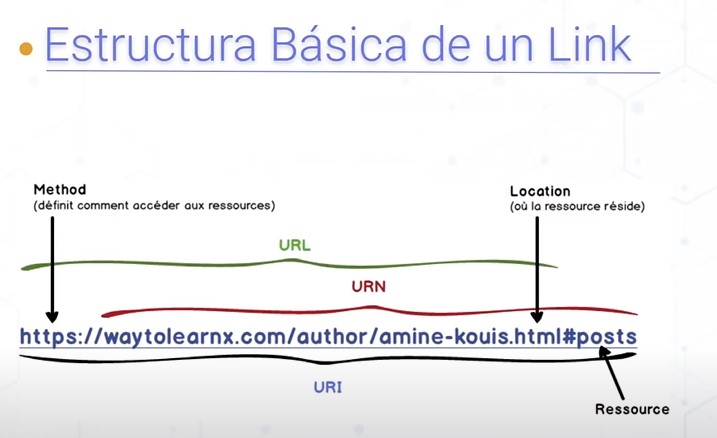 • Estructura Básica de un Link
Method
(définit comment accéder aux ressources)
Location
(où la ressource réside)
URL
URN
https://waytolearnx.com/author/amine-kouis.html#posts
URI
Ressource